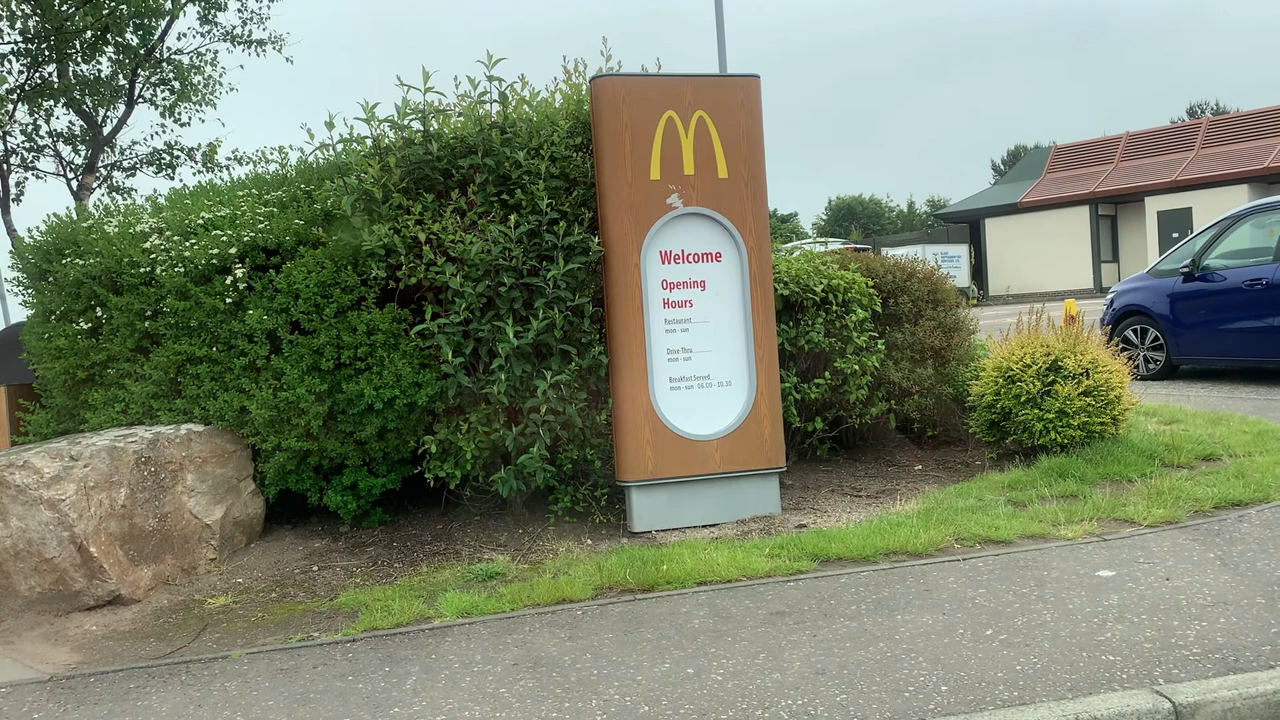 Welcome
Opening
Hours
Restaurant
mon - sun
Drive-Thru
mon - sun
Breakfast Served
mon - sun 06.00 - 10.30